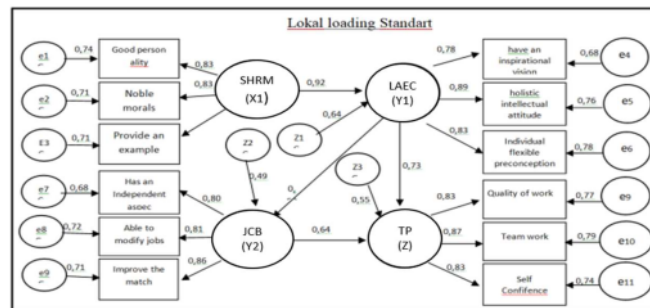 Lokal loading Standart
e1
0,74
Good person
ality
0,83
SHRM
(X1)
0,92
LAEC
(Y1)
0,78
have an
inspirational
vision
0,68
e4
e2
0,71
Noble
morals
0,83
0,89
holistic
intellectual
attitude
0,76
e5
E3
0,71
Provide an
example
Z1
0,64
0,83
Individual
flexible
preconception
0,78
e6
Z2
0,49
Z3
0,55
0,73
e7
0,68
Has an
Independent
asoec
0,80
0,83
Quality of work
0,77
e9
e8
0,72
Able to
modify jobs
0,81
JCB
(Y2)
0,64
TP
(Z)
0,87
Team work
0,79
e10
e9
0,71
Improve the
match
0,86
0,83
Self
Confifence
0,74
e11